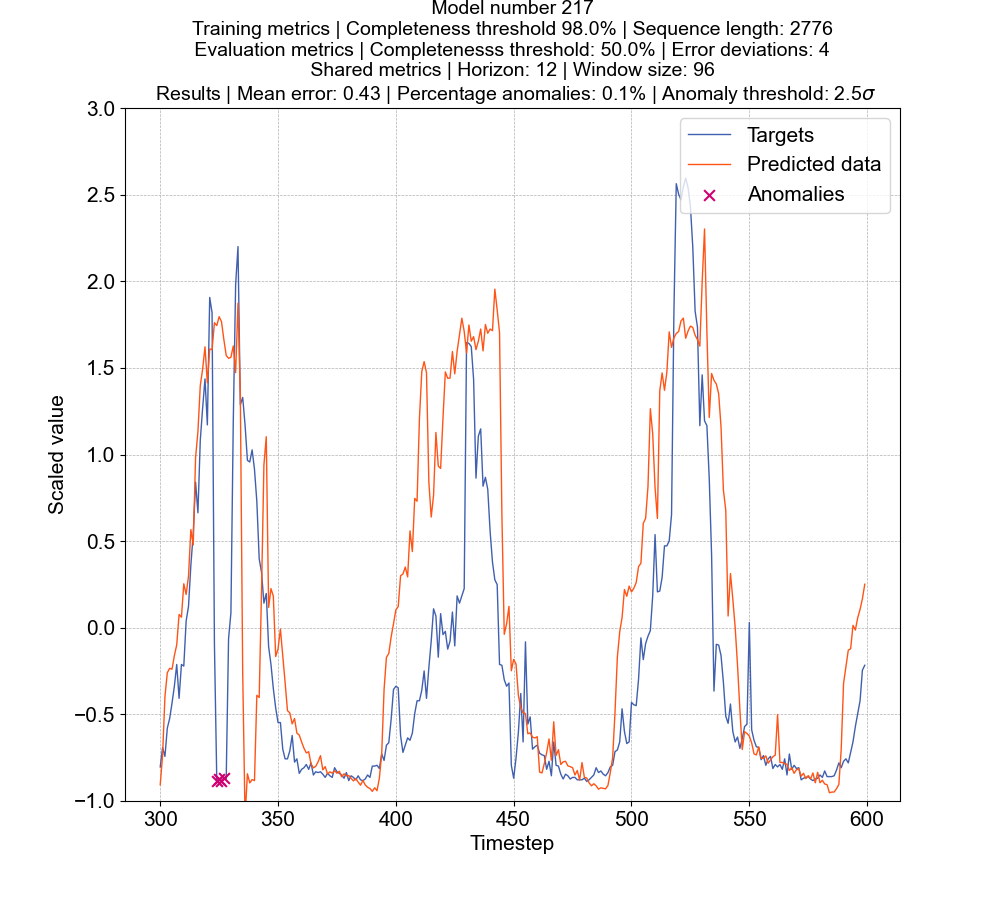 Model number 217
Training metrics | Completeness threshold 98.0% | Sequence length: 2776
Evaluation metrics | Completenesss threshold: 50.0% | Error deviations: 4
Shared metrics | Horizon: 12 | Window size: 96
Results | Mean error: 0.43 | Percentage anomalies: 0.1% | Anomaly threshold: 2.5σ
Targets
Predicted data
Anomalies
Scaled value
3.0
2.5
2.0
1.5
1.0
0.5
0.0
−0.5
−1.0
300
350
400
450
500
550
600
Timestep